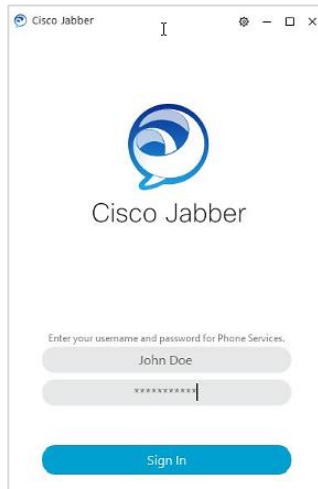 Cisco Jabber
Cisco Jabber
Enter your username and password for Phone Services.
John Doe
***********
Sign In